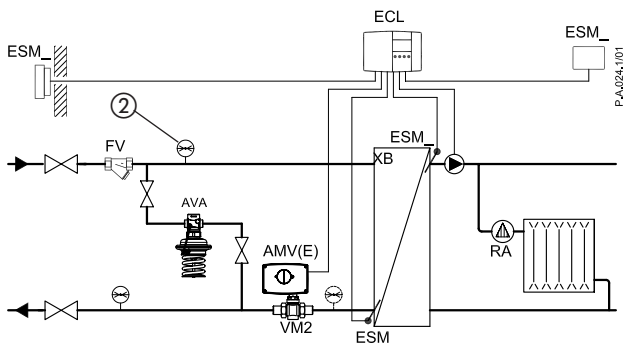 ECL
ESM_
ESM_
P.A.024.1/01
2
FV
ESM_
XB
AVA
AMV(E)
RA
VM2
ESM